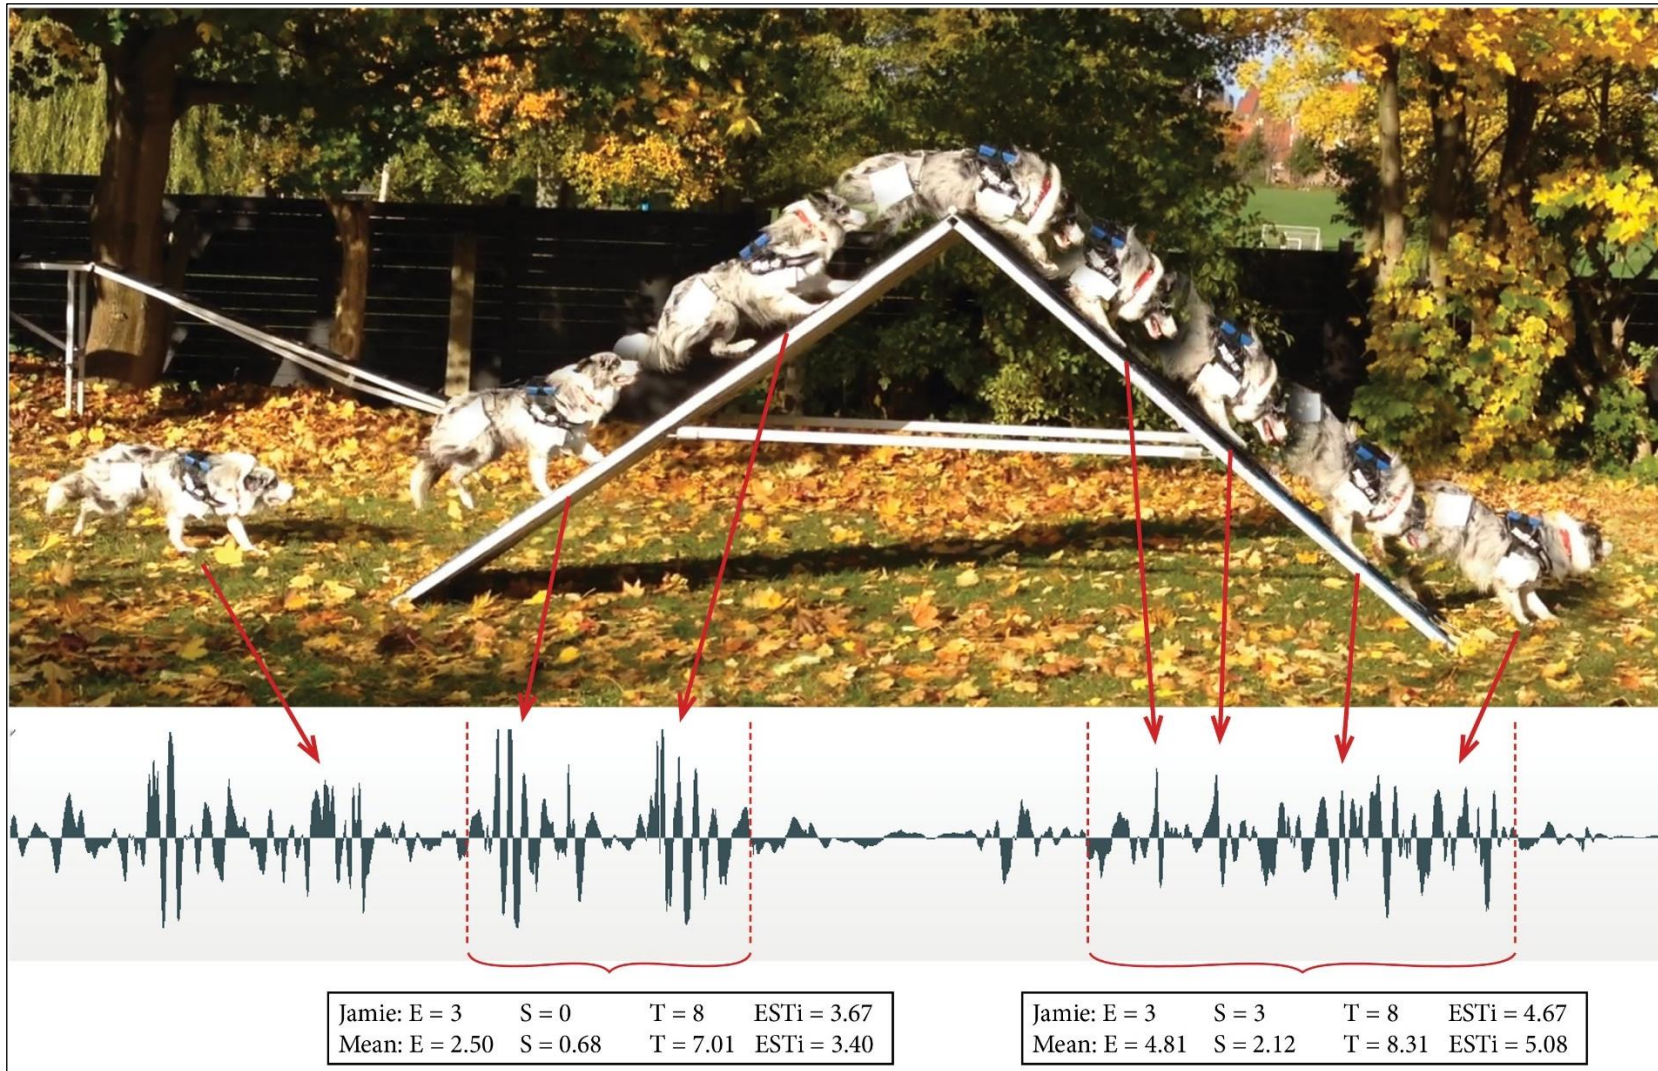 Jamie: E = 3 S = 0 T = 8 ESTi = 3.67
Mean: E = 2.50 S = 0.68 T = 7.01 ESTi = 3.40
Jamie: E = 3 S = 3 T = 8 ESTi = 4.67
Mean: E = 4.81 S = 2.12 T = 8.31 ESTi = 5.08